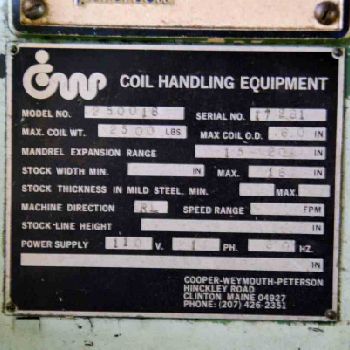 CWP COIL HANDLING EQUIPMENT
MODEL NO. SERIAL NO.
MAX. COIL WT. 2500 LBS MAX COIL O.D. IN
MANDREL EXPANSION RANGE IN
STOCK WIDTH MIN. IN MAX. 18 IN
STOCK THICKNESS IN MILD STEEL, MIN. MAX.
MACHINE DIRECTION RL SPEED RANGE FPM
STOCK LINE HEIGHT IN
POWER SUPPLY 110 V. 1 PH. 60 HZ.
IN
COOPER-WEYMOUTH-PETERSON
HINCKLEY ROAD
CLINTON MAINE 04927
PHONE: (207) 426-2351